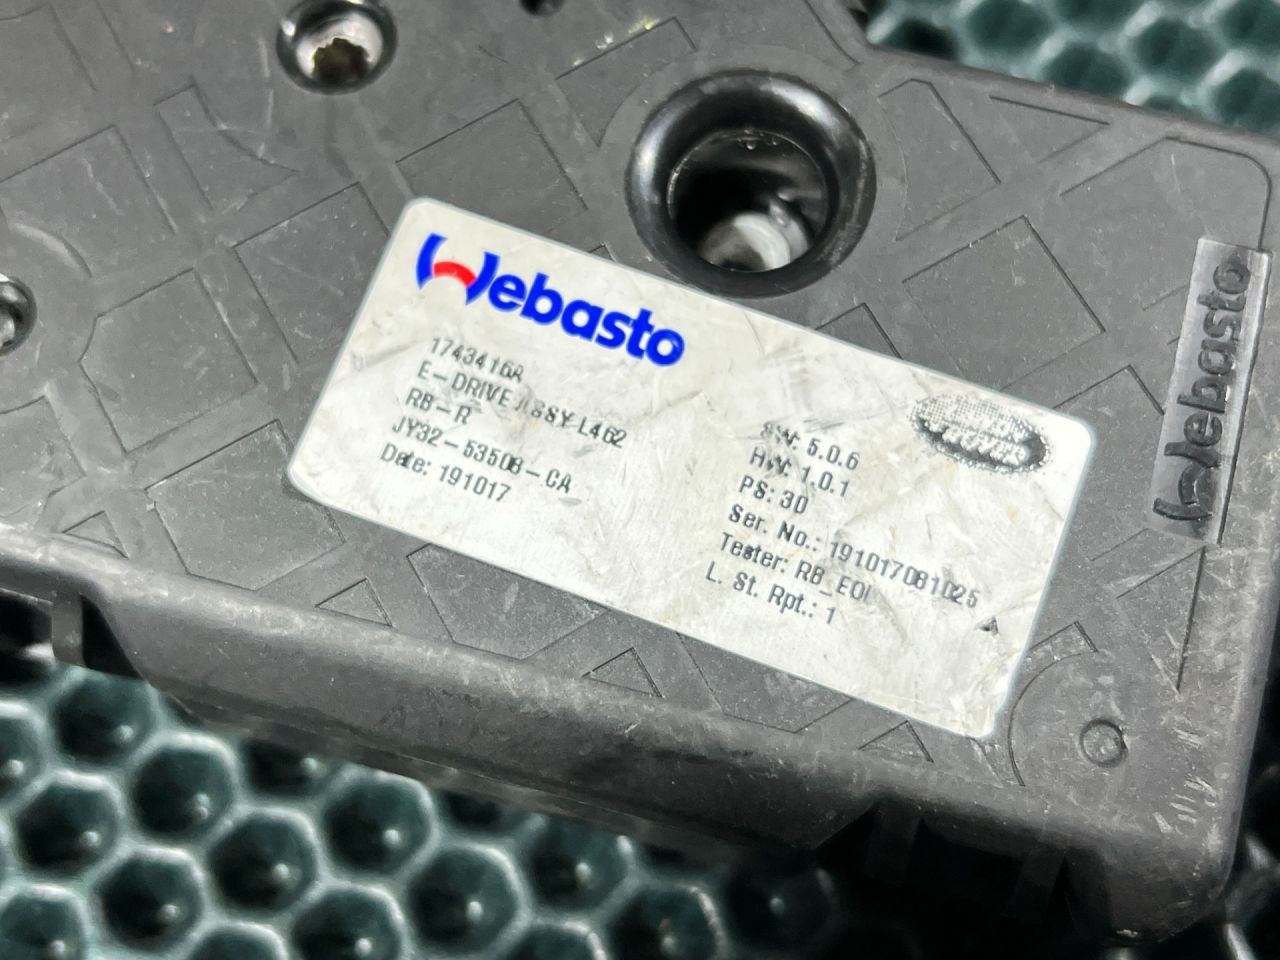 Webasto
1743416A
E-DRIVE ASSY L462
RB-R
JY32-53508-CA
Date: 191017
SW: 5.0.6
HW: 1.0.1
PS: 30
Ser. No.: 191017081025
Tester: RB_EOL
L. St. Rpt.: 1
Webasto